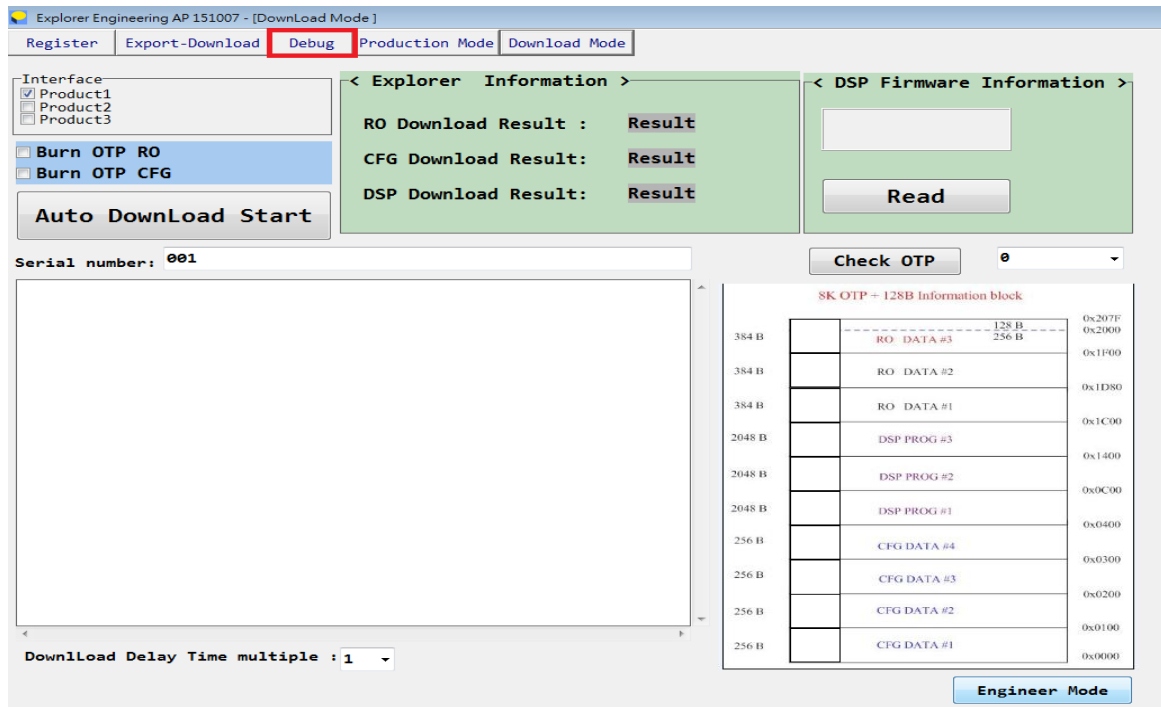 Explorer Engineering AP 151007 - [DownLoad Mode ]
Register Export-Download Debug Production Mode Download Mode
Interface
Product1
Product2
Product3
Burn OTP RO
Burn OTP CFG
Auto DownLoad Start
< Explorer Information >
RO Download Result : Result
CFG Download Result: Result
DSP Download Result: Result
< DSP Firmware Information >
Read
Serial number: 001
Check OTP 0
8K OTP + 128B Information block
128 B 0x207F
0x2000
384 B RO DATA #3 256 B
0x1F00
384 B RO DATA #2
0x1D80
384 B RO DATA #1
0x1C00
2048 B DSP PROG #3
0x1400
2048 B DSP PROG #2
0x0C00
2048 B DSP PROG #1
0x0400
256 B CFG DATA #4
0x0300
256 B CFG DATA #3
0x0200
256 B CFG DATA #2
0x0100
256 B CFG DATA #1
0x0000
DownlLoad Delay Time multiple : 1
Engineer Mode